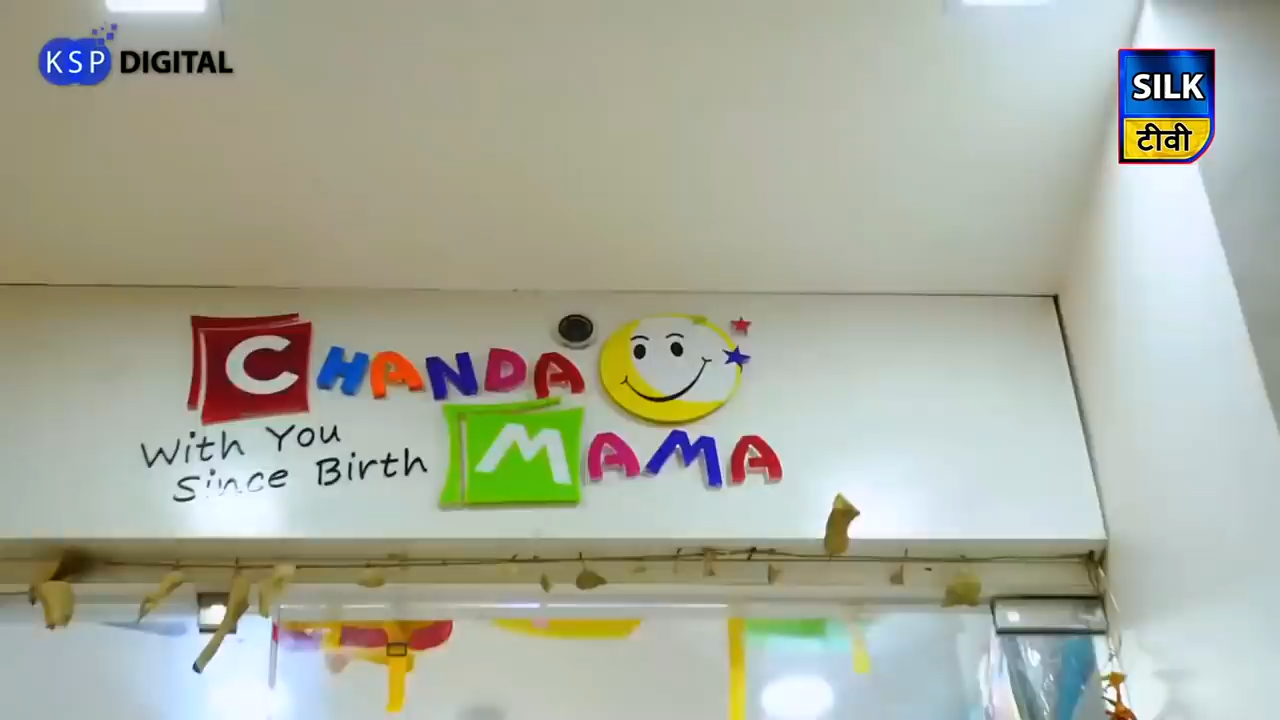 KSP DIGITAL
SILK
टीवी
CHANDA
With You
Since Birth
MAMA